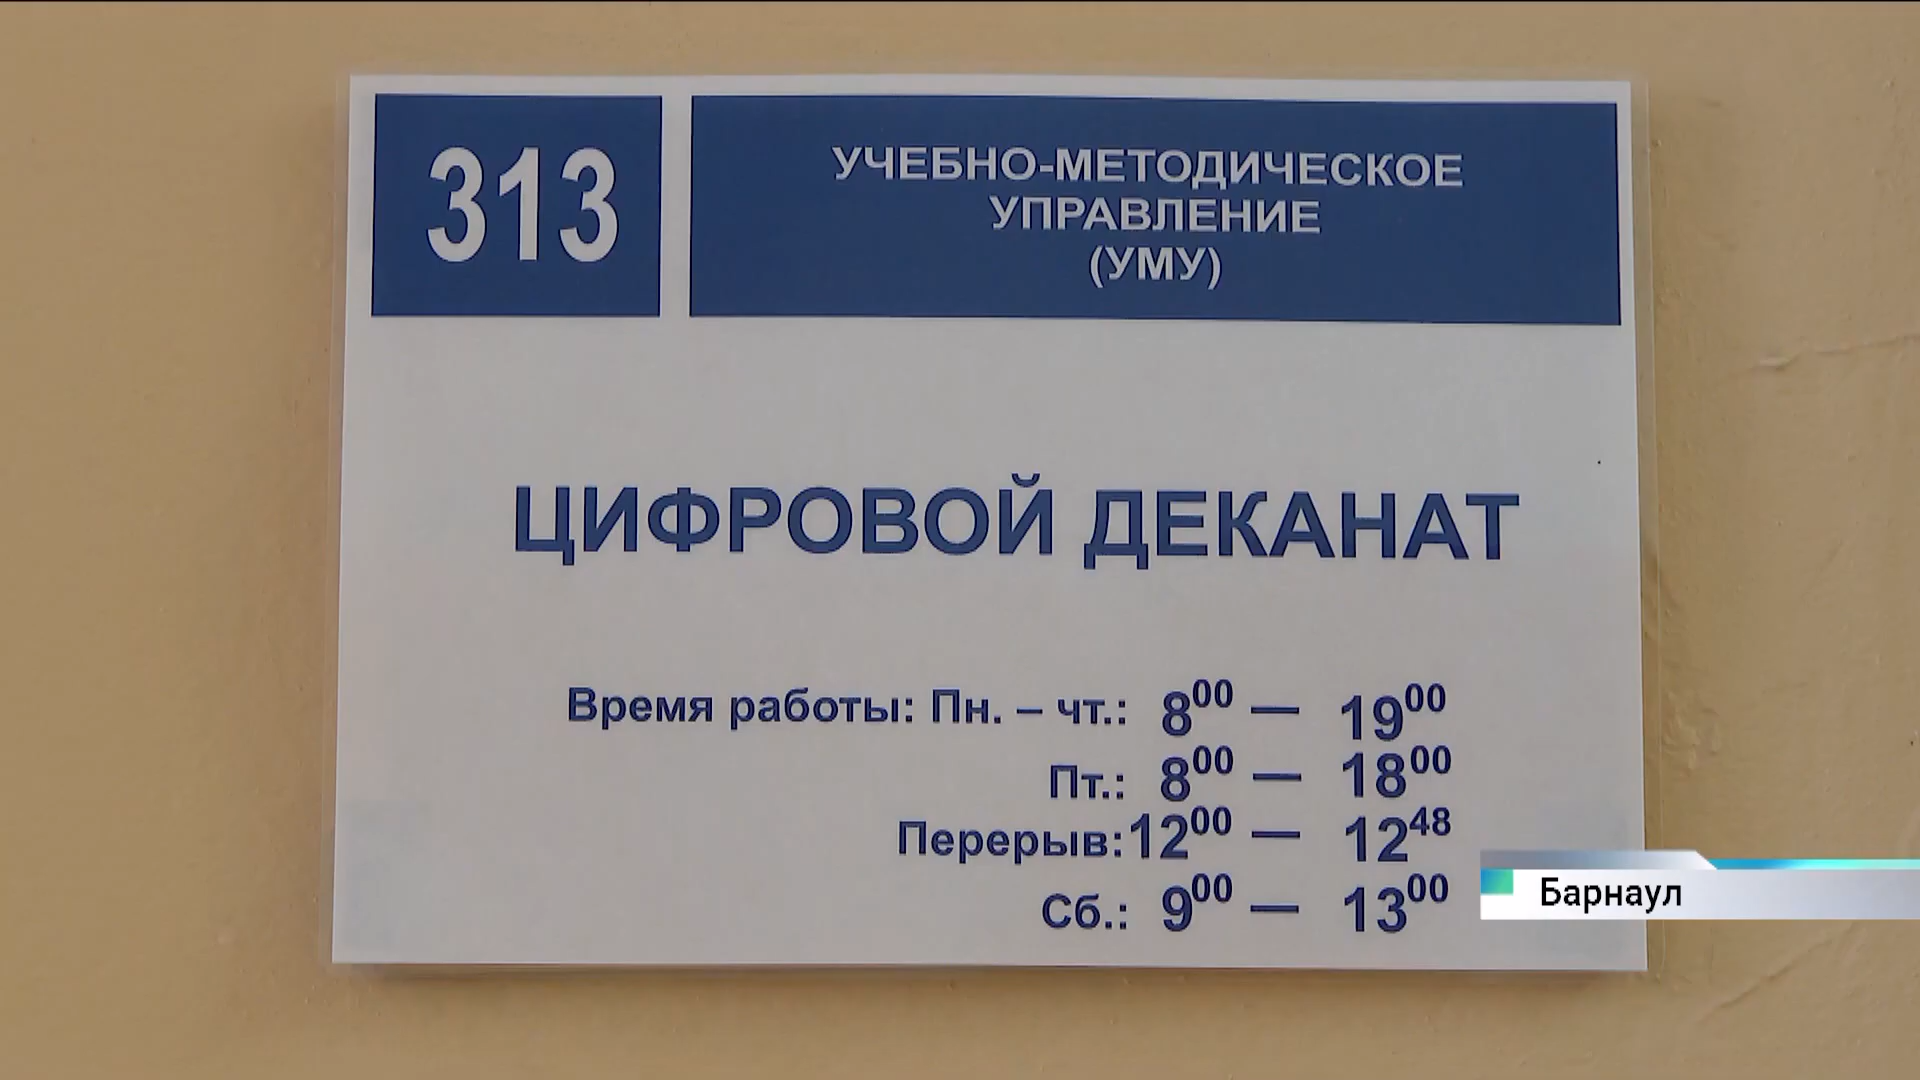 313
УЧЕБНО-МЕТОДИЧЕСКОЕ
УПРАВЛЕНИЕ
(УМУ)
ЦИФРОВОЙ ДЕКАНАТ
Время работы: Пн. – чт.: 8⁰⁰ — 19⁰⁰
Пт.: 8⁰⁰ — 18⁰⁰
Перерыв: 12⁰⁰ — 12⁴⁸
Сб.: 9⁰⁰ — 13⁰⁰
Барнаул